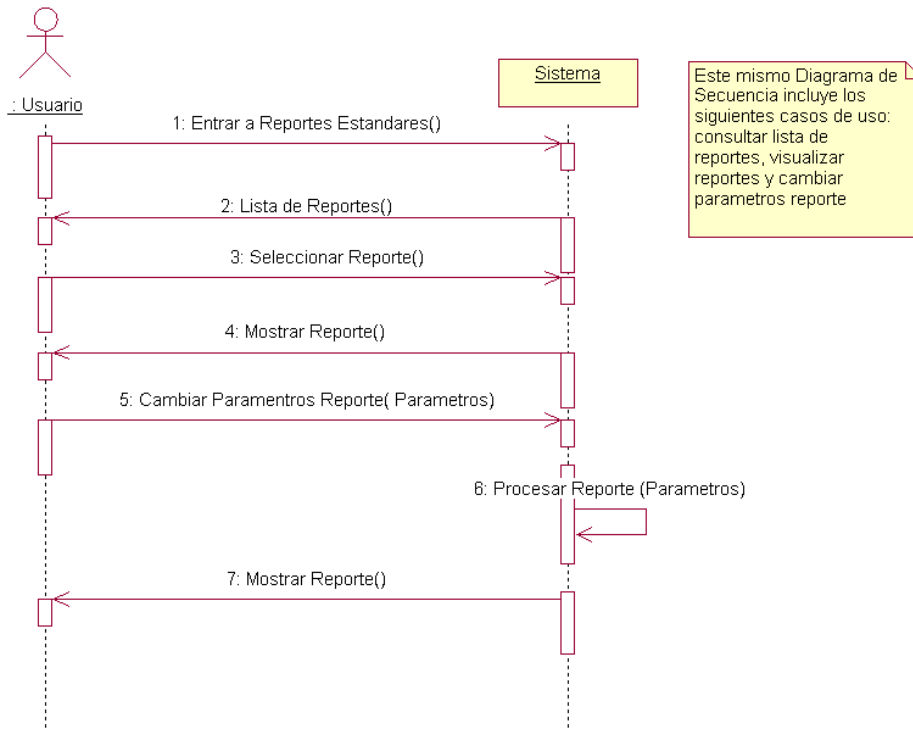 : Usuario
Sistema
Este mismo Diagrama de
Secuencia incluye los
siguientes casos de uso:
consultar lista de
reportes, visualizar
reportes y cambiar
parametros reporte
1: Entrar a Reportes Estandares()
2: Lista de Reportes()
3: Seleccionar Reporte()
4: Mostrar Reporte()
5: Cambiar Paramentros Reporte( Parametros)
6: Procesar Reporte (Parametros)
7: Mostrar Reporte()